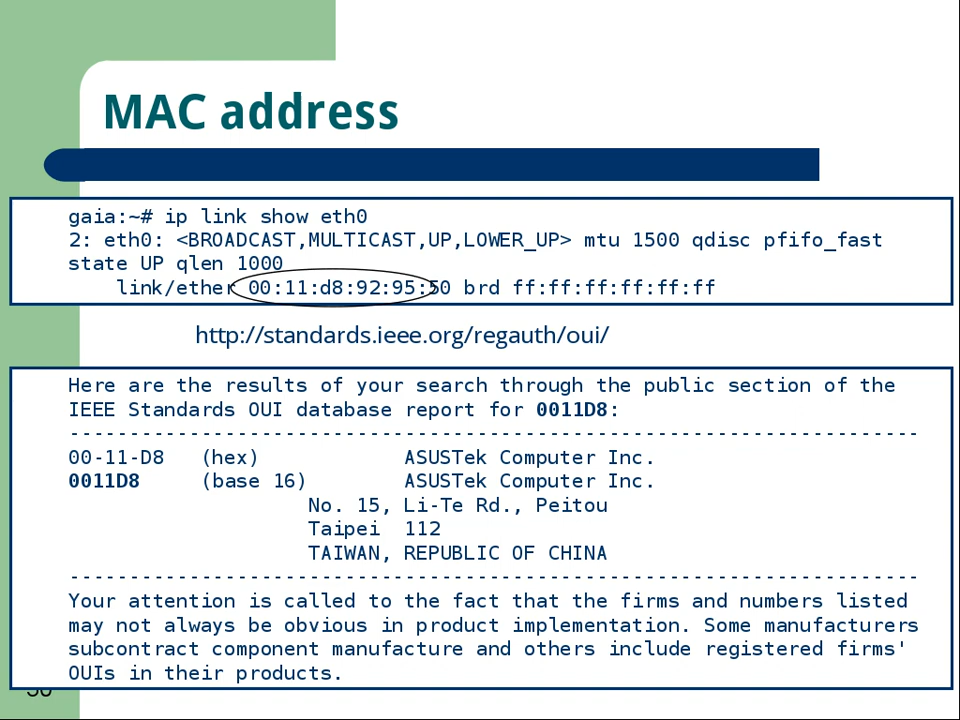 MAC address
gaia:~# ip link show eth0
2: eth0: <BROADCAST,MULTICAST,UP,LOWER_UP> mtu 1500 qdisc pfifo_fast
state UP qlen 1000
link/ether 00:11:d8:92:95:50 brd ff:ff:ff:ff:ff:ff
http://standards.ieee.org/regauth/oui/
Here are the results of your search through the public section of the
IEEE Standards OUI database report for 0011D8:
-----------------------------------------------------------------------
00-11-D8 (hex) ASUSTek Computer Inc.
0011D8 (base 16) ASUSTek Computer Inc.
No. 15, Li-Te Rd., Peitou
Taipei 112
TAIWAN, REPUBLIC OF CHINA
-----------------------------------------------------------------------
Your attention is called to the fact that the firms and numbers listed
may not always be obvious in product implementation. Some manufacturers
subcontract component manufacture and others include registered firms'
OUIs in their products.